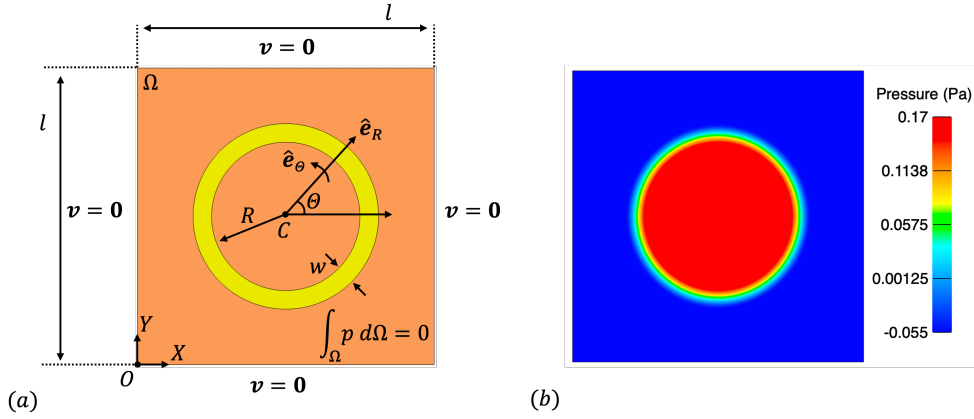 l
v = 0
Ω
l
ê_R
ê_Θ
v = 0
R
Θ
C
v = 0
w
Y
∫_Ω p dΩ = 0
X
O
v = 0
(a)
Pressure (Pa)
0.17
0.1138
0.0575
0.00125
-0.055
(b)